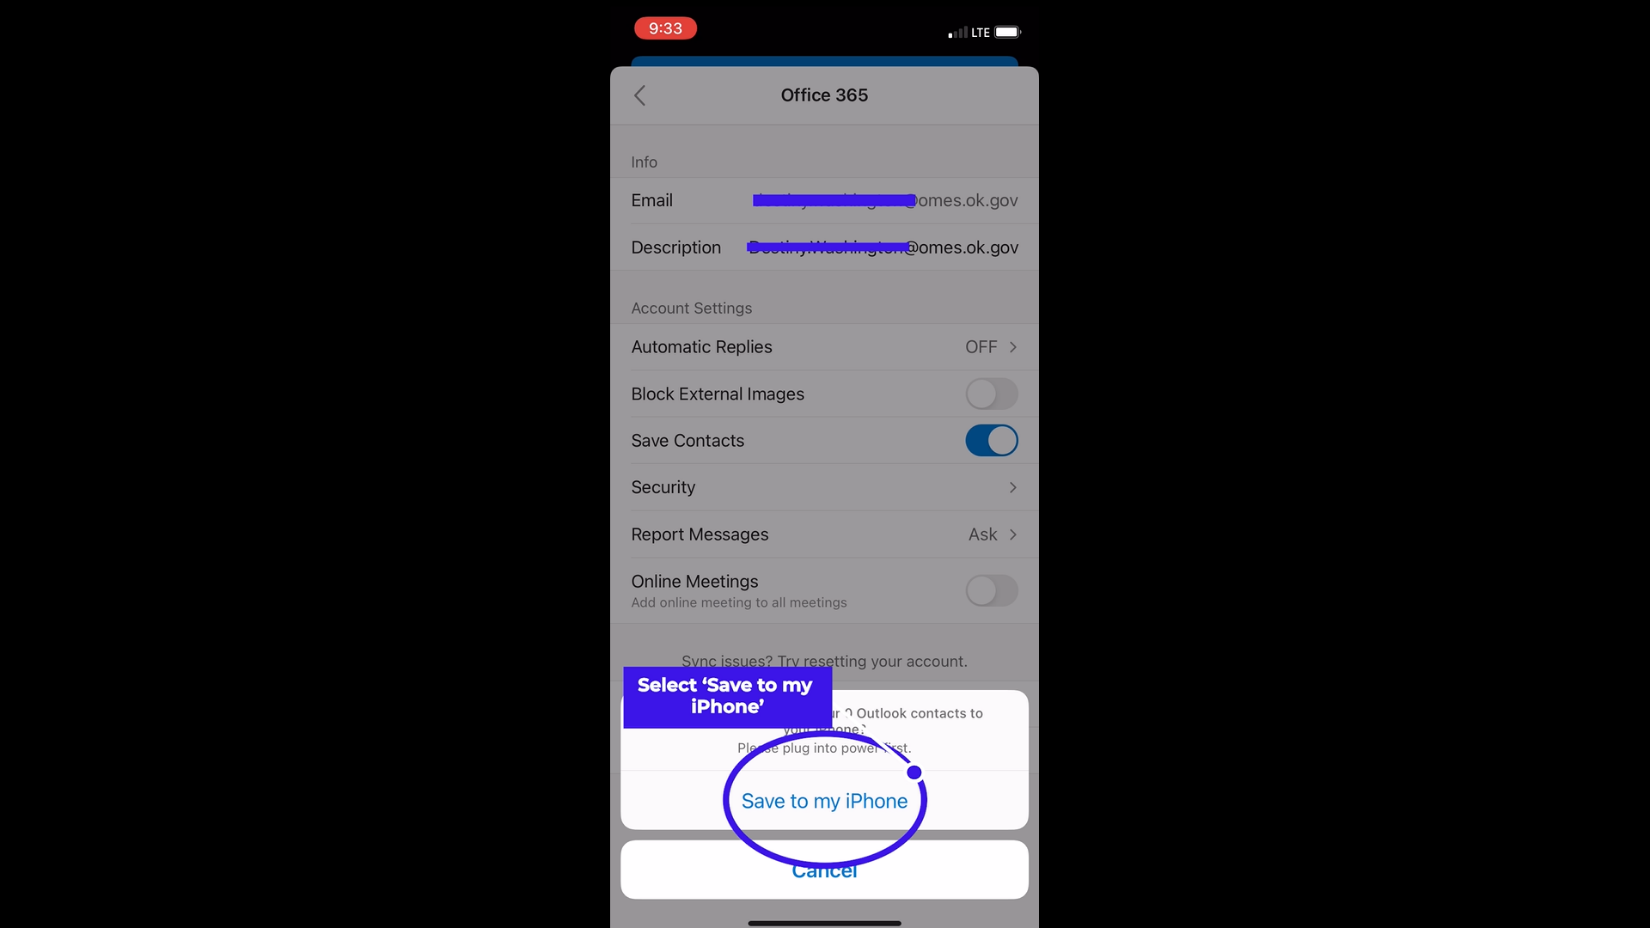 9:33
LTE
Office 365
Info
Email @omes.ok.gov
Description @omes.ok.gov
Account Settings
Automatic Replies OFF
Block External Images
Save Contacts
Security
Report Messages Ask
Online Meetings
Add online meeting to all meetings
Sync issues? Try resetting your account.
Select ‘Save to my
iPhone’
Outlook contacts to
your iPhone?
Please plug into power first.
Save to my iPhone
Cancel